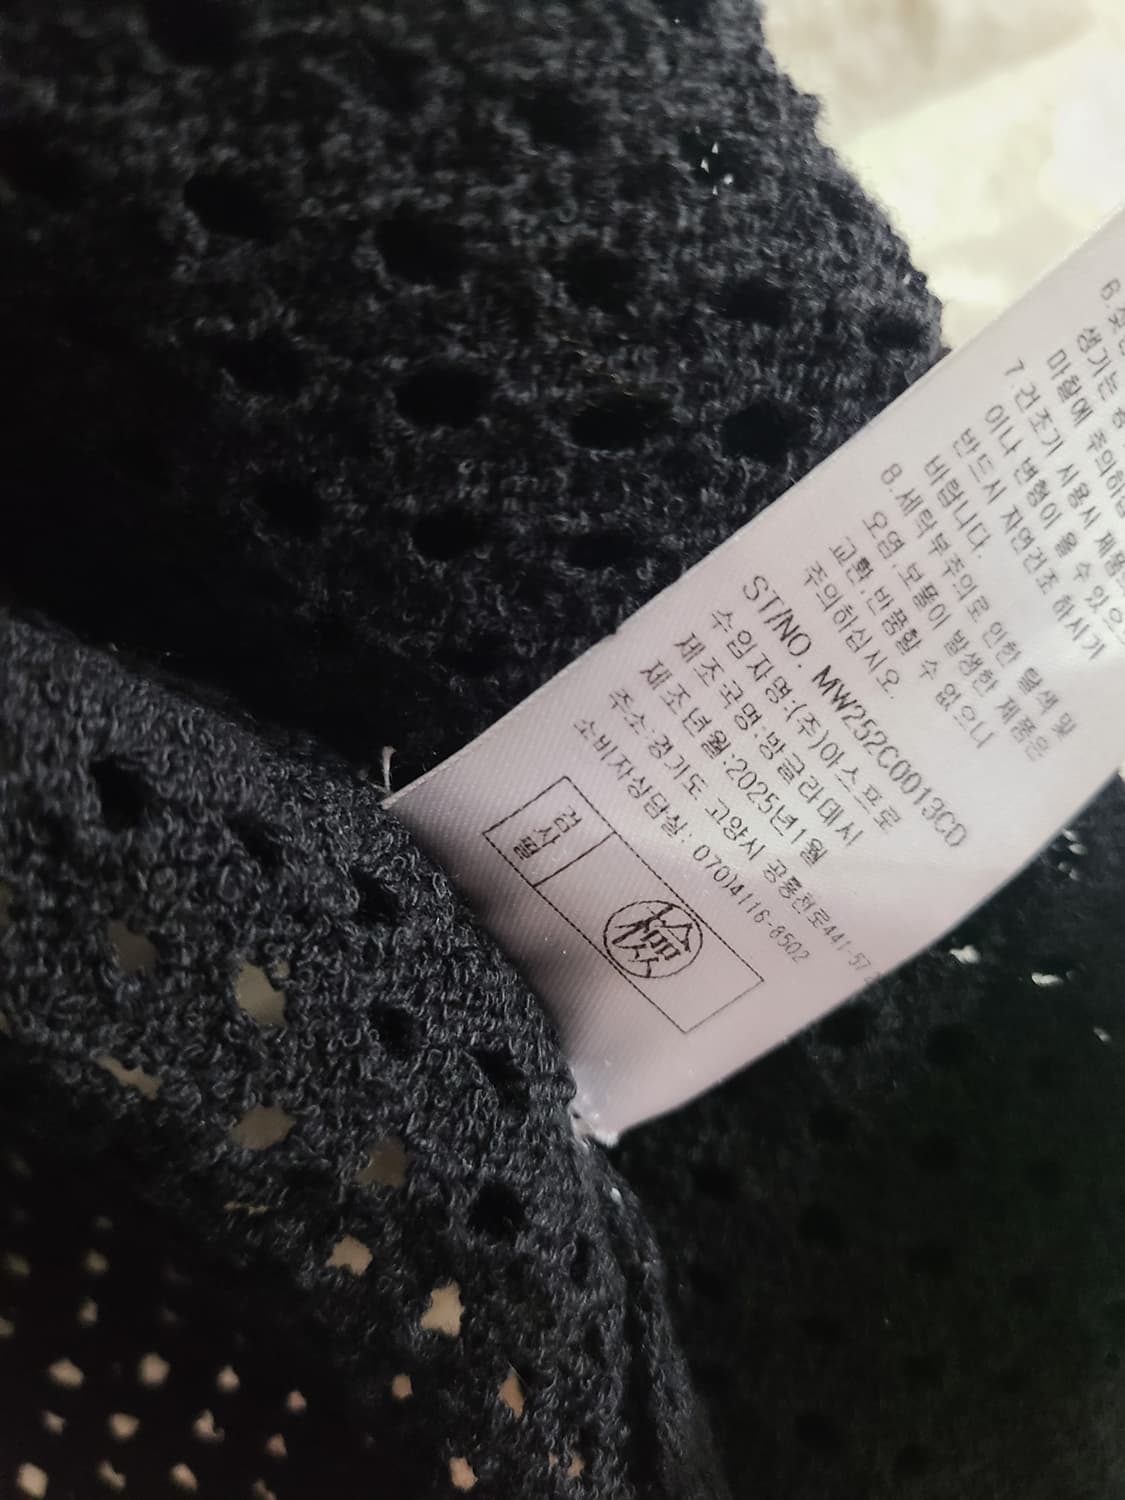 생기는
미찰에 주의하
7.건조기 사용시 제품
이나 변형이 올 수 있으
반드시 자연건조 하시기
바랍니다.
8.세탁부주의로 인한 탈색 및
오염,보풀이 발생한 제품은
교환,반품할 수 없으니
주의하십시오.
ST/NO. MW252C0013CD
수입자명:(주)아스프로
제조국명:방글라데시
제조년월:2025년1월
주소:경기도 고양시 공릉천로441-57
소비자상담실: 070)4116-8502
검사필
檢